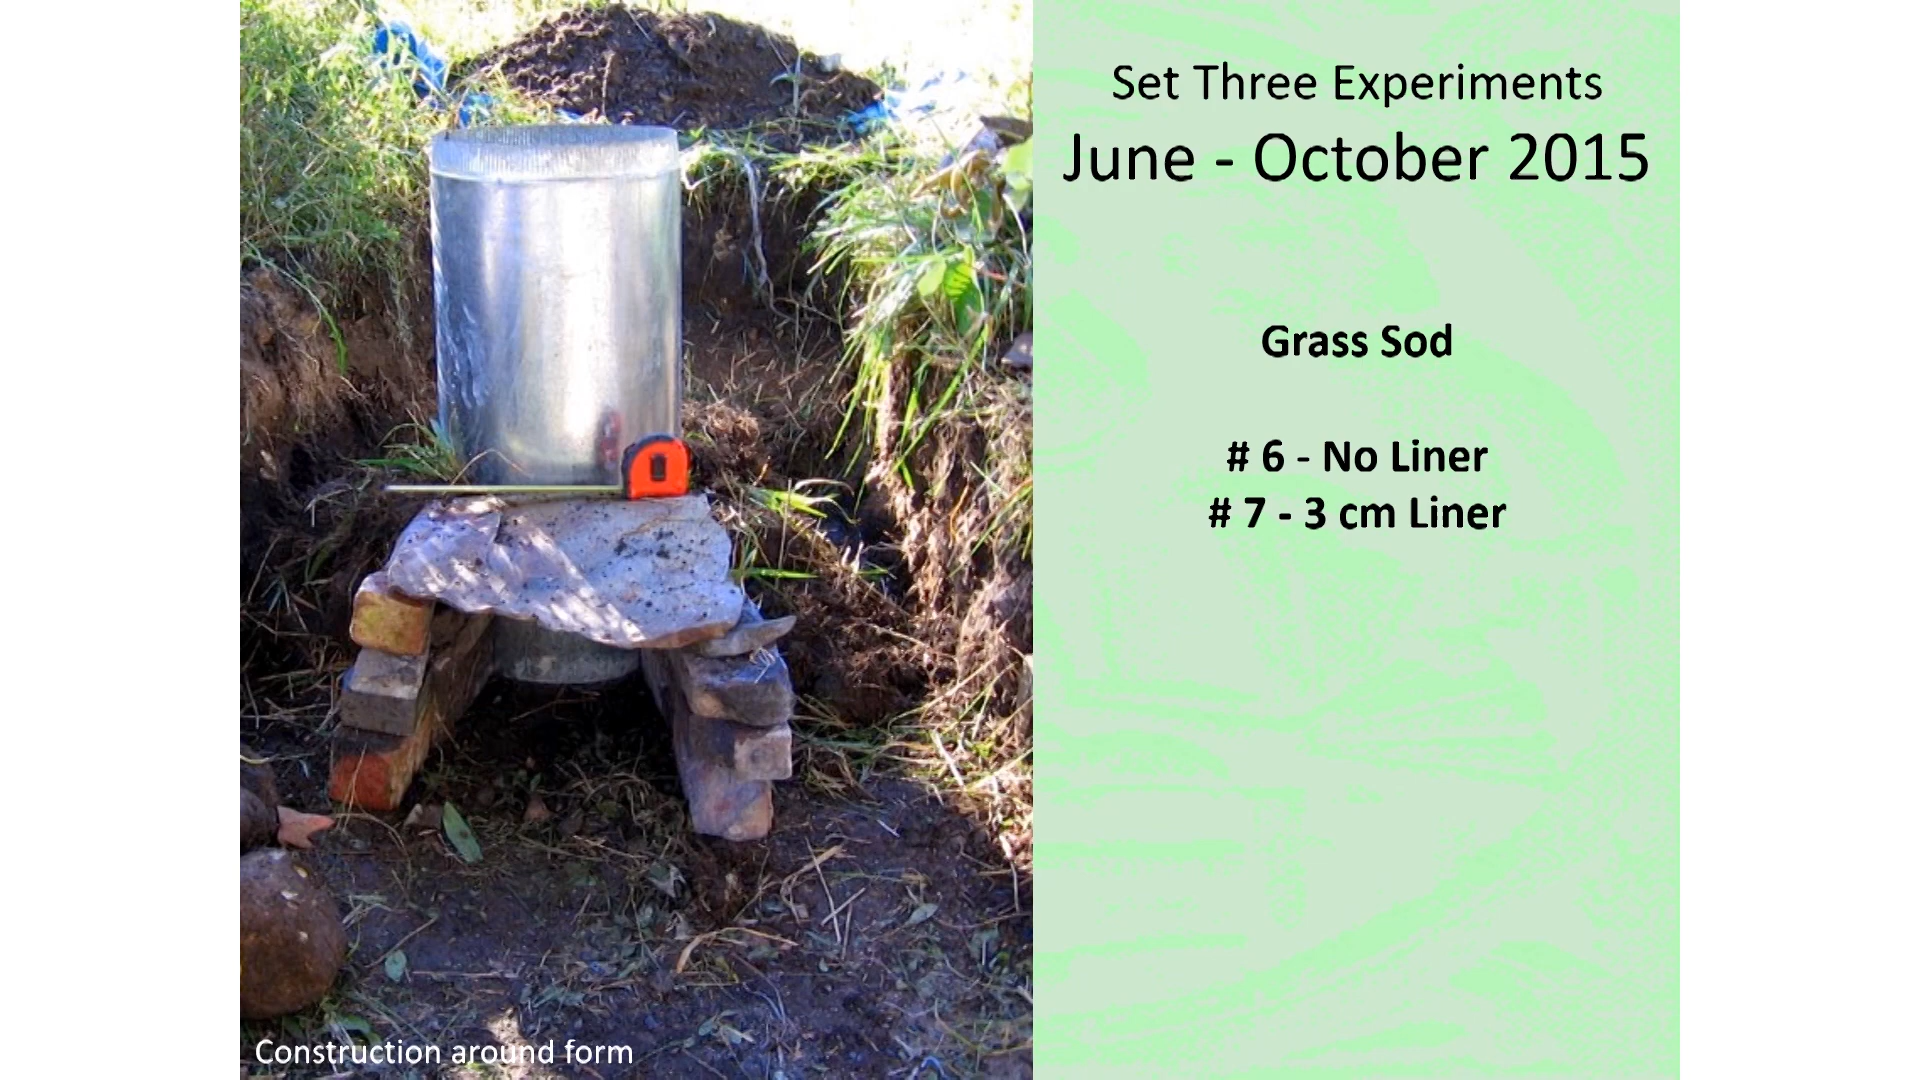 Set Three Experiments
June - October 2015
Grass Sod
# 6 - No Liner
# 7 - 3 cm Liner
Construction around form